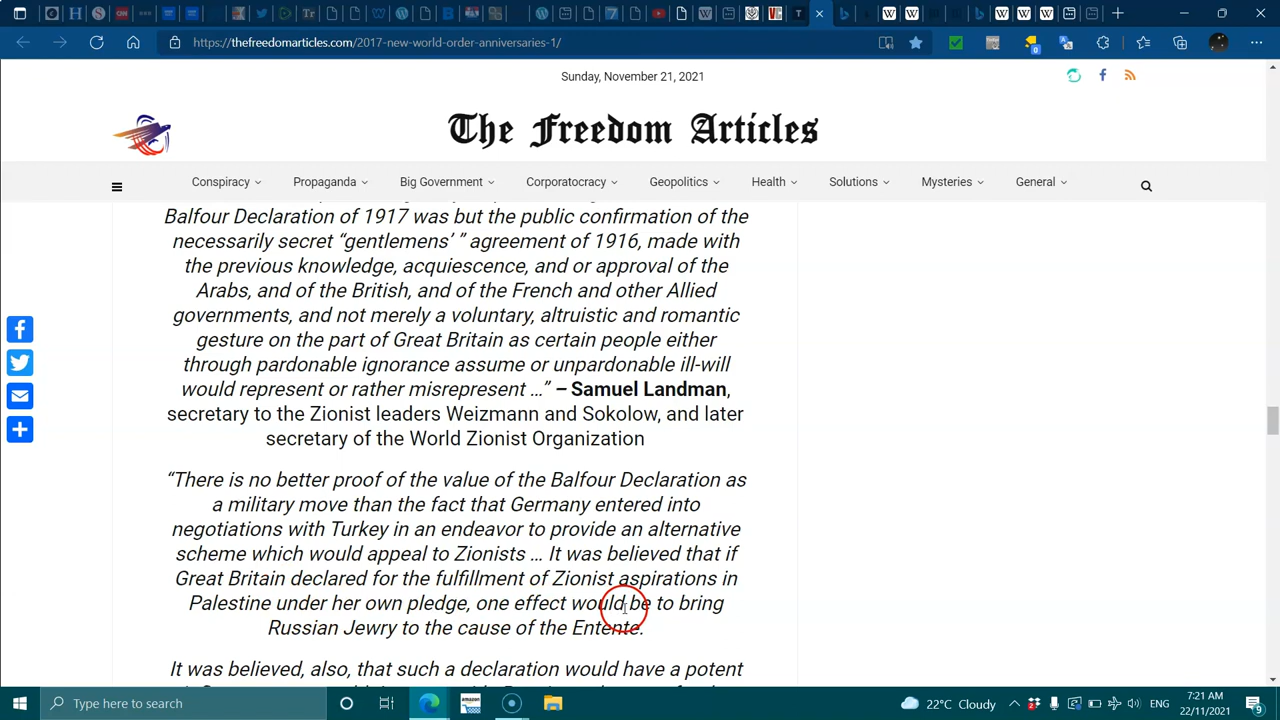 https://thefreedomarticles.com/2017-new-world-order-anniversaries-1/
Sunday, November 21, 2021
The Freedom Articles
Conspiracy Propaganda Big Government Corporatocracy Geopolitics Health Solutions Mysteries General
Balfour Declaration of 1917 was but the public confirmation of the
necessarily secret “gentlemens’ ” agreement of 1916, made with
the previous knowledge, acquiescence, and or approval of the
Arabs, and of the British, and of the French and other Allied
governments, and not merely a voluntary, altruistic and romantic
gesture on the part of Great Britain as certain people either
through pardonable ignorance assume or unpardonable ill-will
would represent or rather misrepresent …” – Samuel Landman,
secretary to the Zionist leaders Weizmann and Sokolow, and later
secretary of the World Zionist Organization
“There is no better proof of the value of the Balfour Declaration as
a military move than the fact that Germany entered into
negotiations with Turkey in an endeavor to provide an alternative
scheme which would appeal to Zionists … It was believed that if
Great Britain declared for the fulfillment of Zionist aspirations in
Palestine under her own pledge, one effect would be to bring
Russian Jewry to the cause of the Entente.
It was believed, also, that such a declaration would have a potent
Type here to search
22°C Cloudy
7:21 AM
22/11/2021